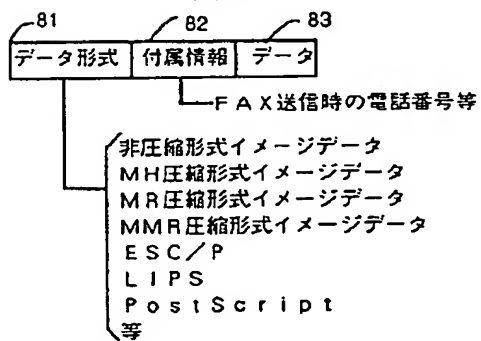 81 82 83
データ形式 付属情報 データ
FAX送信時の電話番号等
非圧縮形式イメージデータ
MH圧縮形式イメージデータ
MR圧縮形式イメージデータ
MMR圧縮形式イメージデータ
ESC/P
LIPS
PostScript
等